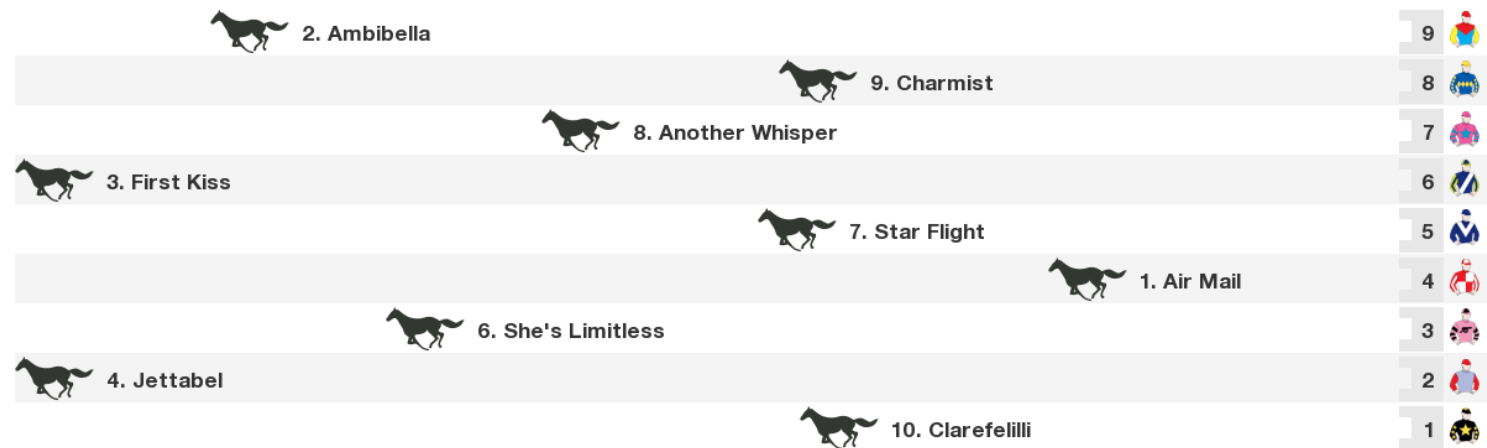 2. Ambibella 9
9. Charmist 8
8. Another Whisper 7
3. First Kiss 6
7. Star Flight 5
1. Air Mail 4
6. She's Limitless 3
4. Jettabel 2
10. Clarefelilli 1